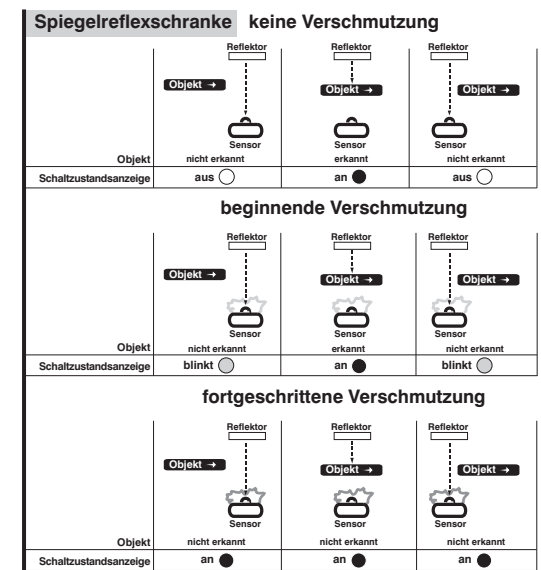 Spiegelreflexschranke keine Verschmutzung
Reflektor Reflektor Reflektor
Objekt → Objekt → Objekt →
Sensor Sensor Sensor
Objekt nicht erkannt erkannt nicht erkannt
Schaltzustandsanzeige aus an aus
beginnende Verschmutzung
Reflektor Reflektor Reflektor
Objekt → Objekt → Objekt →
Sensor Sensor Sensor
Objekt nicht erkannt erkannt nicht erkannt
Schaltzustandsanzeige blinkt an blinkt
fortgeschrittene Verschmutzung
Reflektor Reflektor Reflektor
Objekt → Objekt → Objekt →
Sensor Sensor Sensor
Objekt nicht erkannt nicht erkannt nicht erkannt
Schaltzustandsanzeige an an an